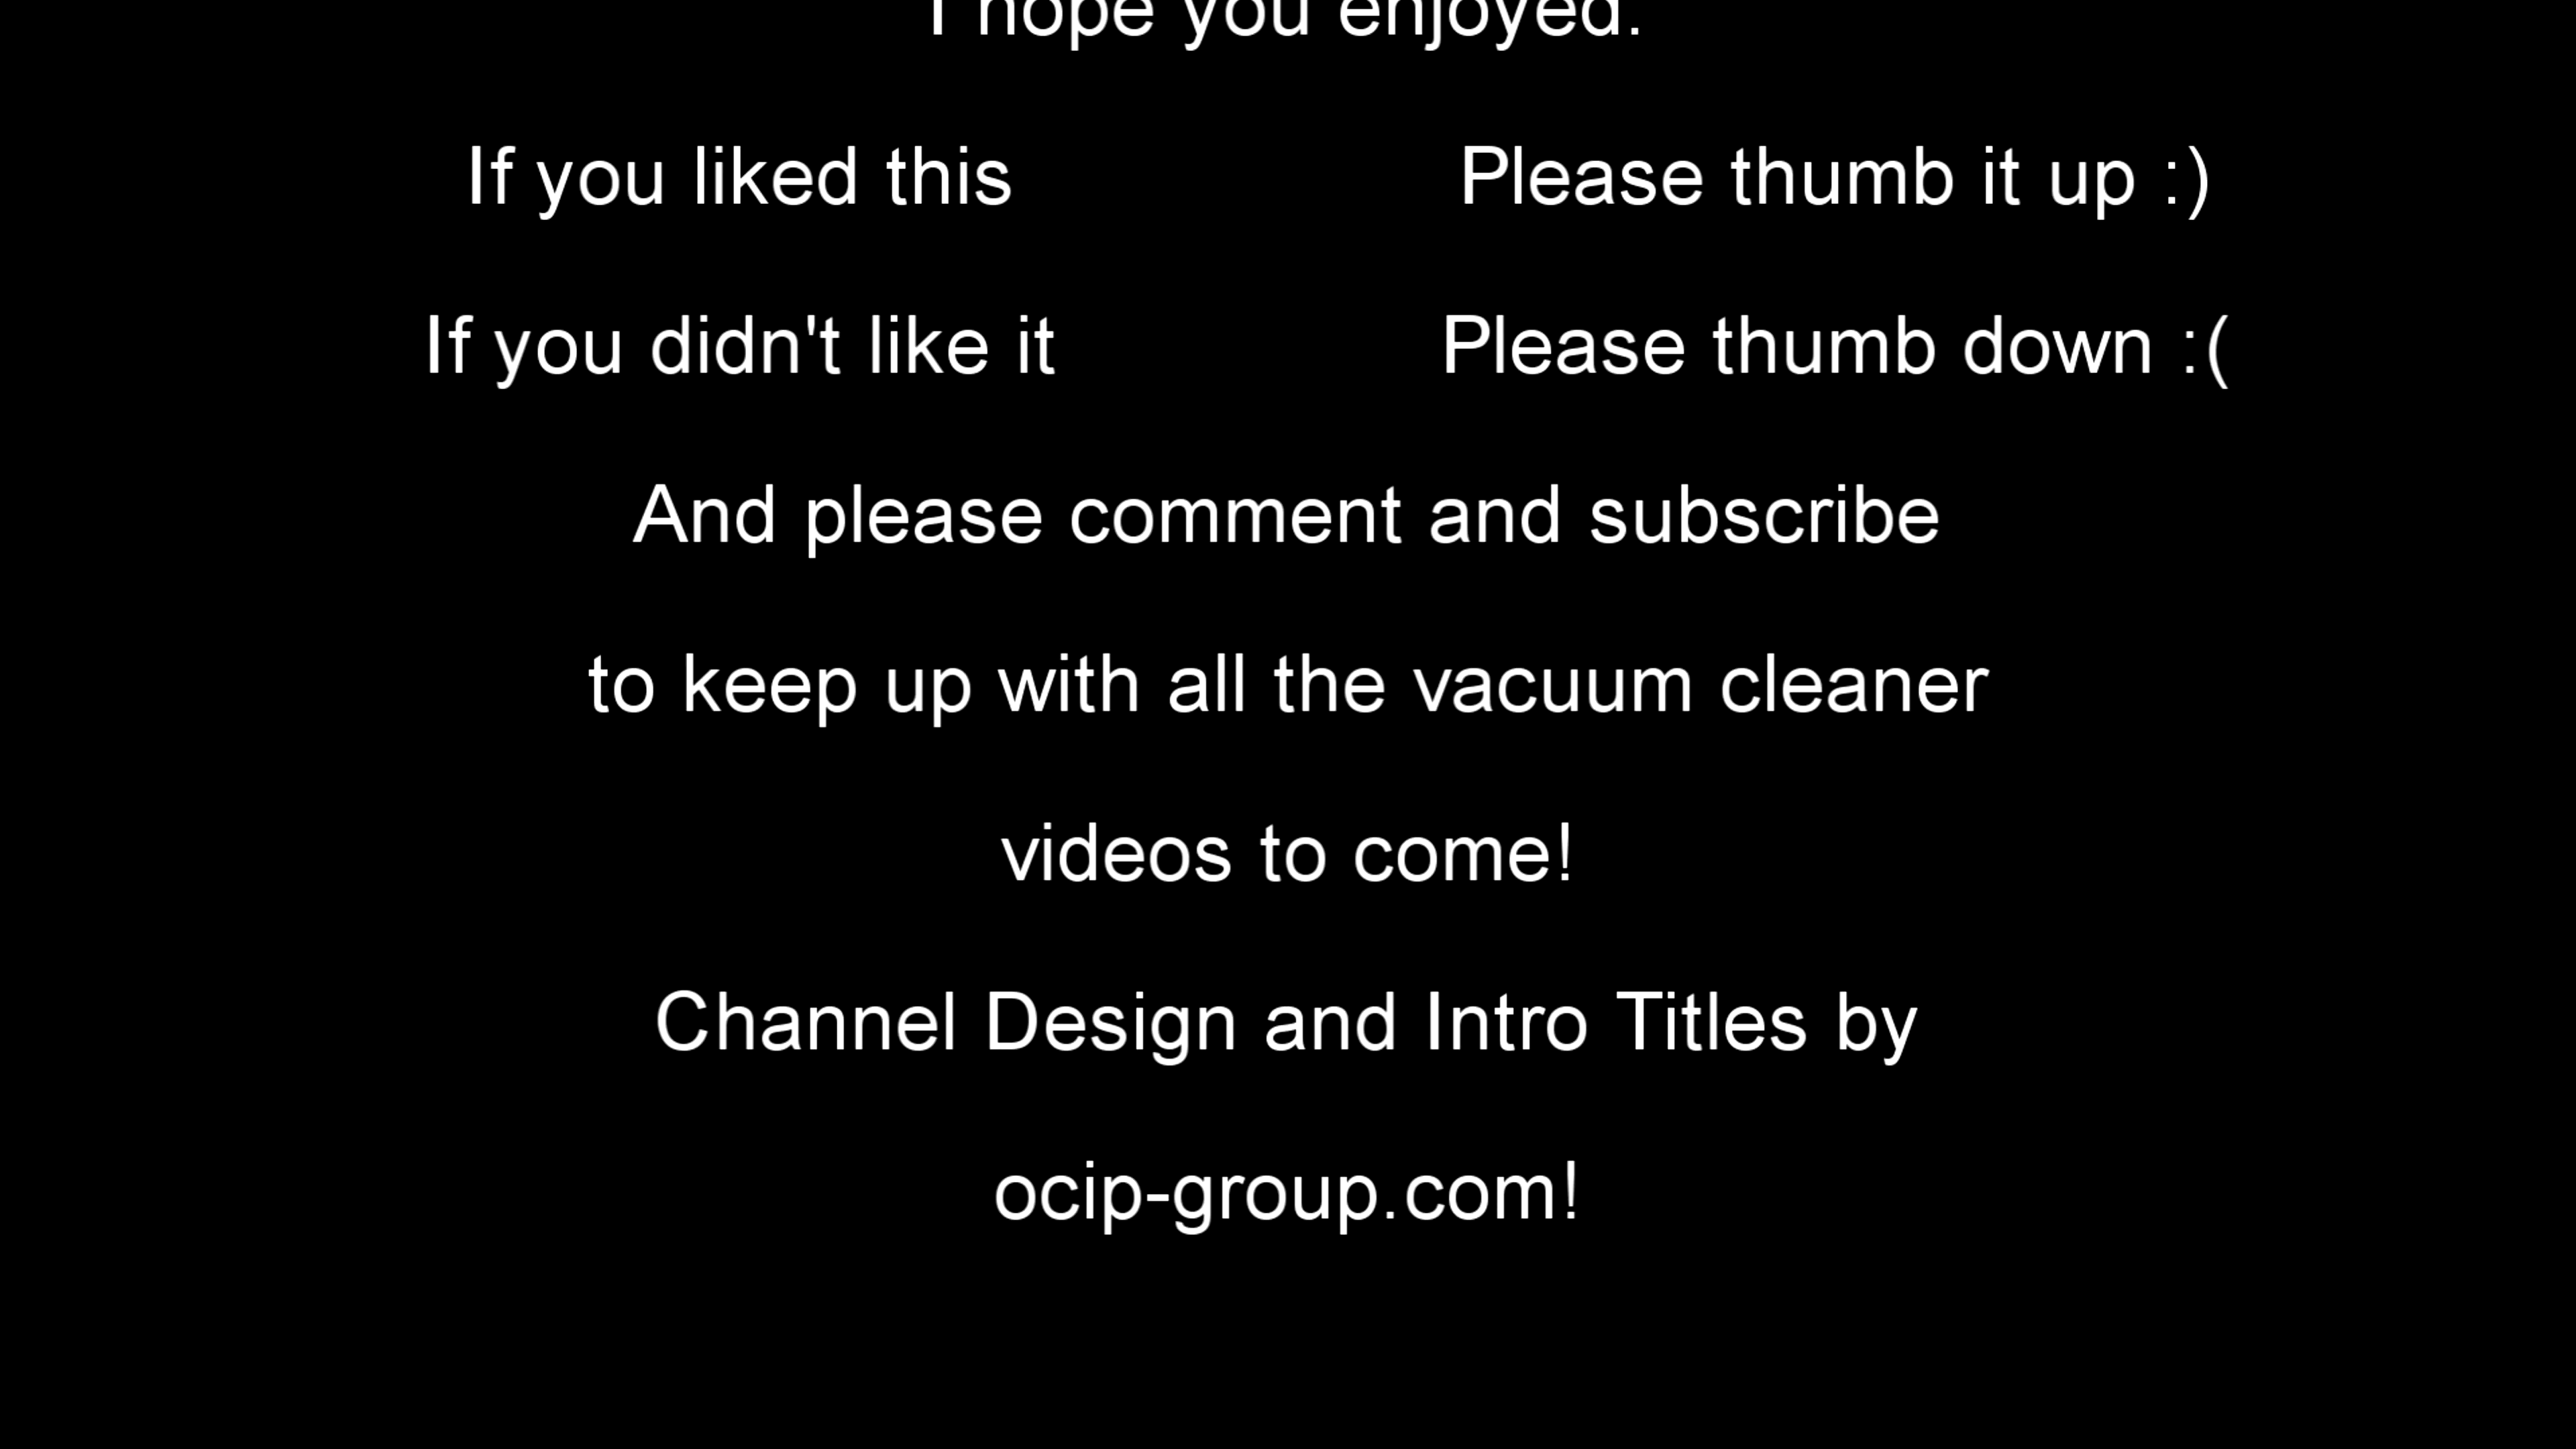 I hope you enjoyed.
If you liked this Please thumb it up :)
If you didn't like it Please thumb down :(
And please comment and subscribe
to keep up with all the vacuum cleaner
videos to come!
Channel Design and Intro Titles by
ocip-group.com!